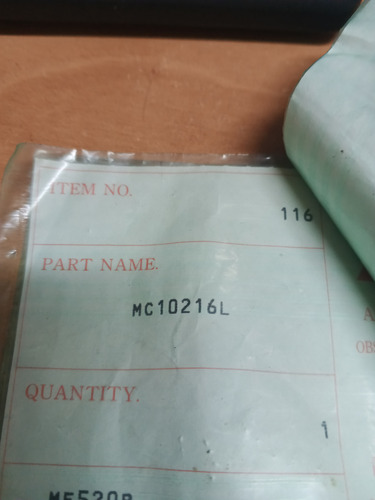 ITEM NO.
116
PART NAME.
MC10216L
QUANTITY.
1